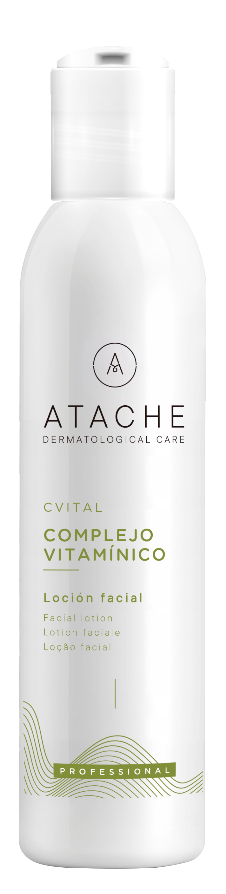 A
ATACHE
DERMATOLOGICAL CARE
CVITAL
COMPLEJO
VITAMÍNICO
Loción facial
Facial lotion
Lotion faciale
Loção facial
PROFESSIONAL